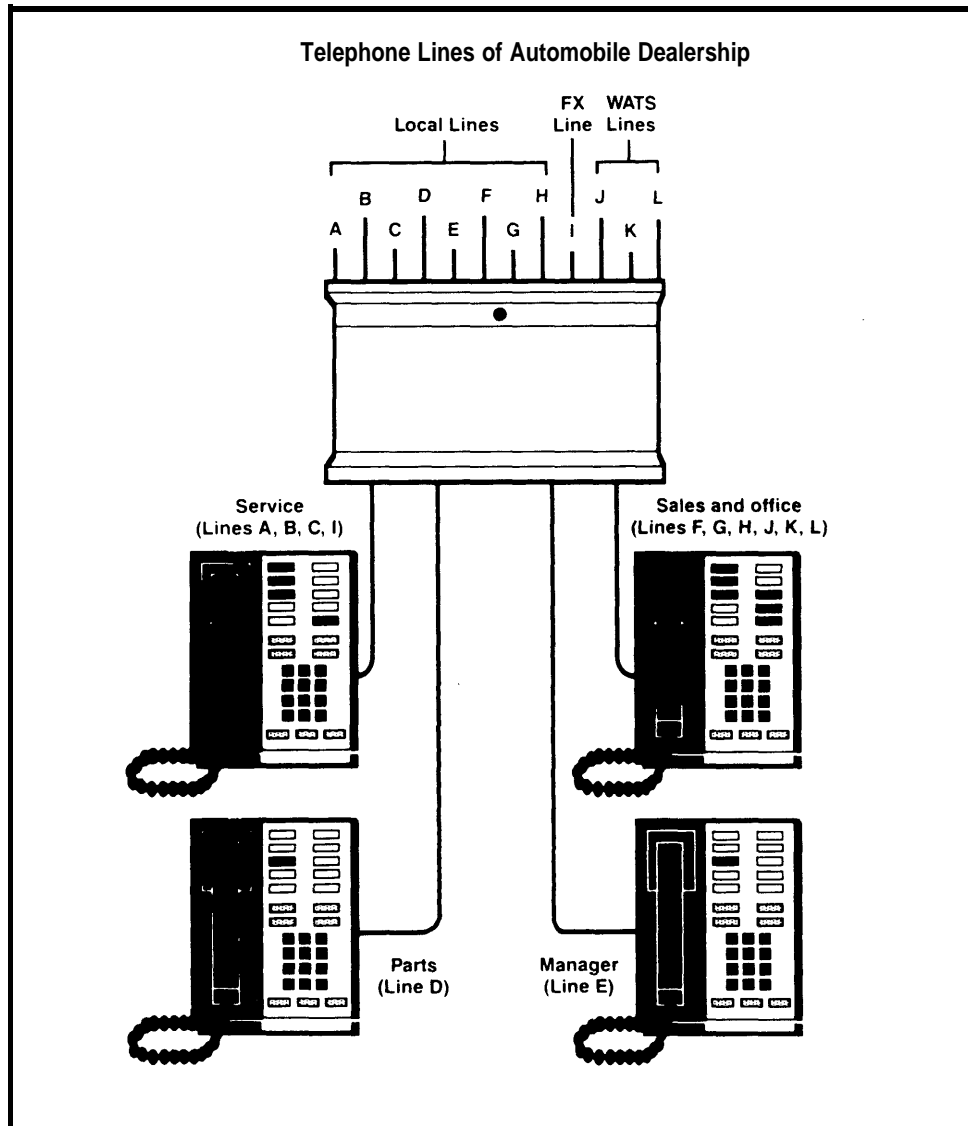 Telephone Lines of Automobile Dealership
FX Line
WATS Lines
Local Lines
A
B
C
D
E
F
G
H
I
J
K
L
Service
(Lines A, B, C, I)
Sales and office
(Lines F, G, H, J, K, L)
Parts
(Line D)
Manager
(Line E)